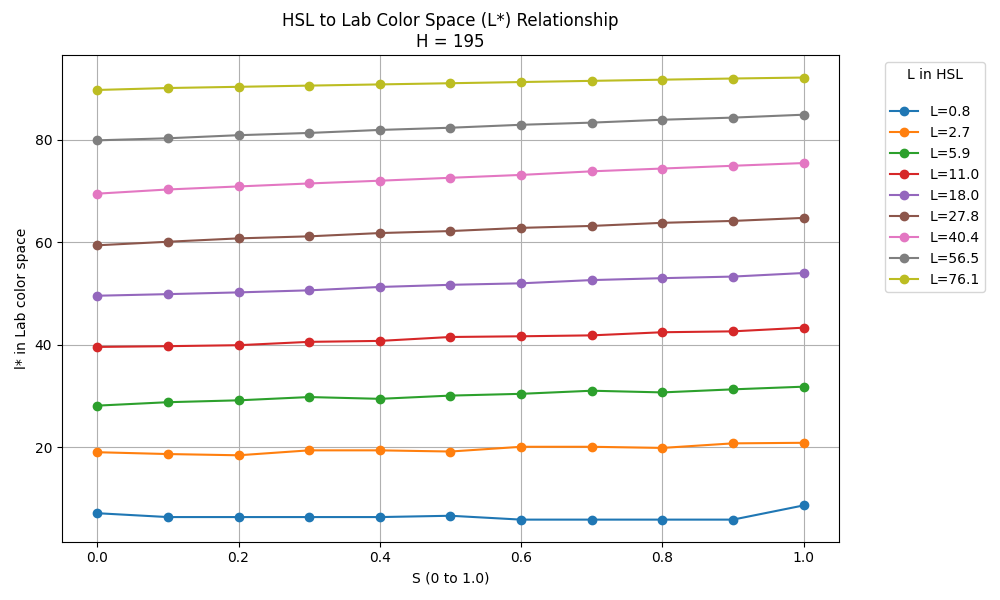 HSL to Lab Color Space (L*) Relationship
H = 195
l* in Lab color space
80
60
40
20
0.0 0.2 0.4 0.6 0.8 1.0
S (0 to 1.0)
L in HSL
L=0.8
L=2.7
L=5.9
L=11.0
L=18.0
L=27.8
L=40.4
L=56.5
L=76.1